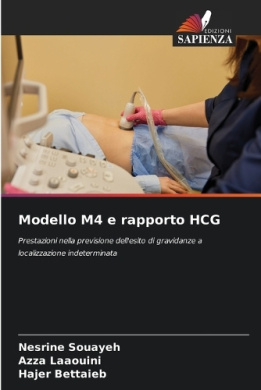 EDIZIONI
SAPIENZA
Modello M4 e rapporto HCG
Prestazioni nella previsione dell'esito di gravidanze a
localizzazione indeterminata
Nesrine Souayeh
Azza Laaouini
Hajer Bettaieb